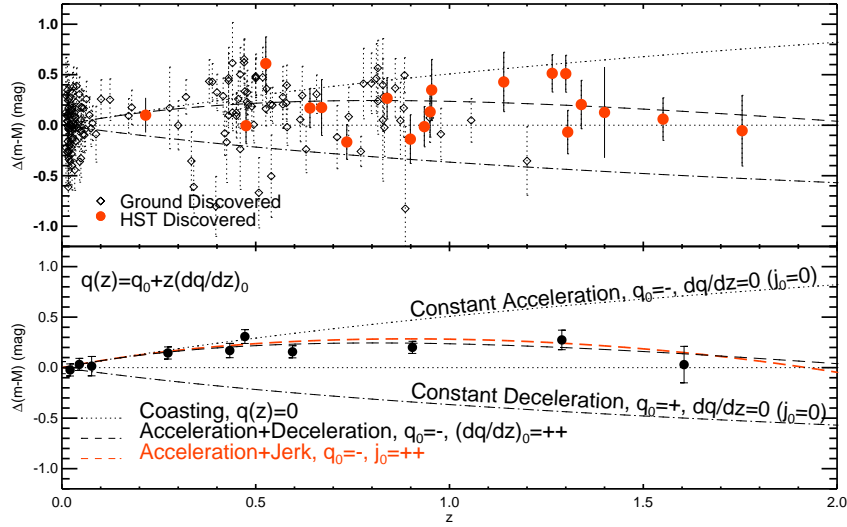 1.0
0.5
0.0
-0.5
-1.0
Δ(m-M) (mag)
Ground Discovered
HST Discovered
q(z)=q₀+z(dq/dz)₀
Constant Acceleration, q₀=-, dq/dz=0 (j₀=0)
1.0
0.5
0.0
-0.5
-1.0
Δ(m-M) (mag)
Constant Deceleration, q₀=+, dq/dz=0 (j₀=0)
Coasting, q(z)=0
Acceleration+Deceleration, q₀=-, (dq/dz)₀=++
Acceleration+Jerk, q₀=-, j₀=++
0.0 0.5 1.0 1.5 2.0
z